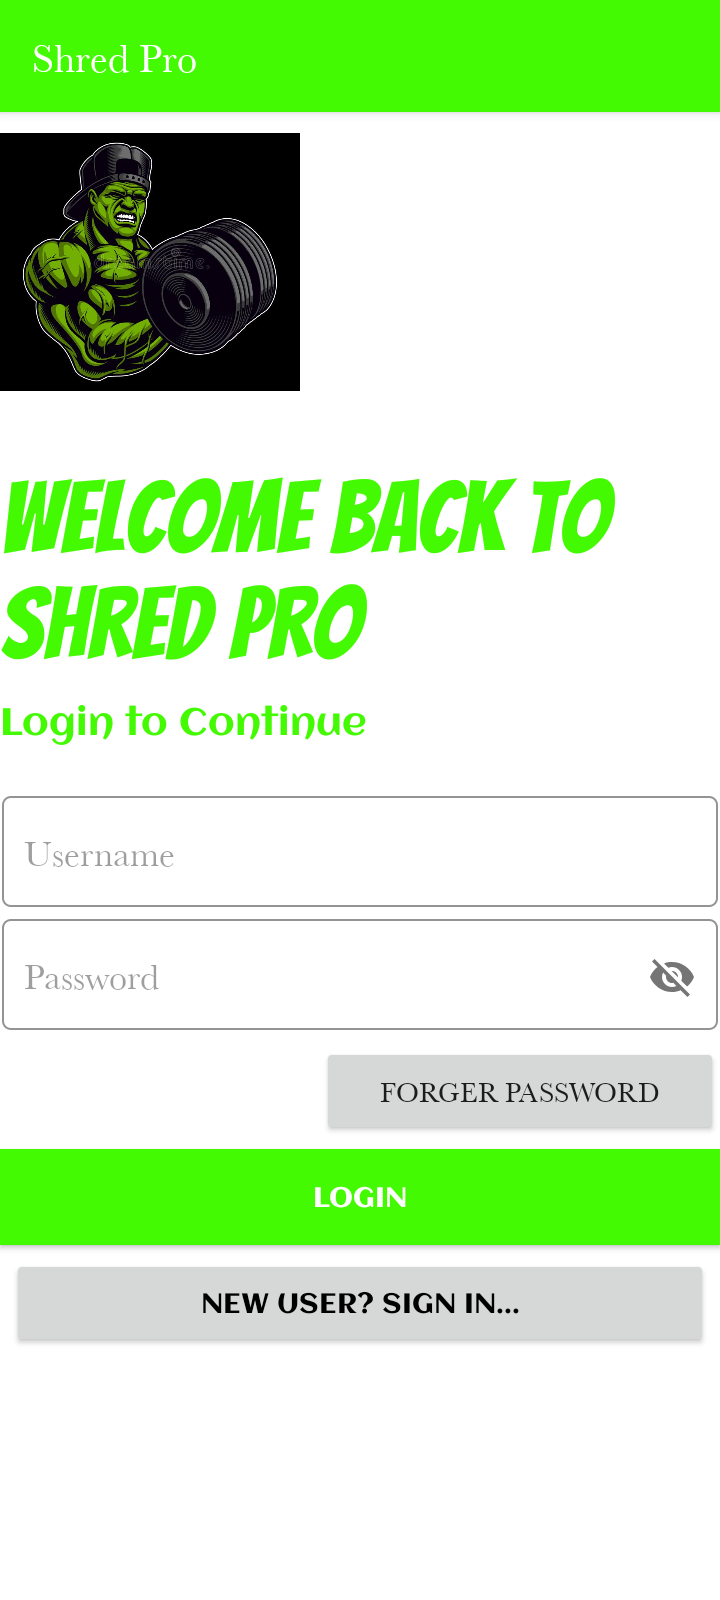 Shred Pro
WELCOME BACK TO
SHRED PRO
Login to Continue
Username
Password
FORGER PASSWORD
LOGIN
NEW USER? SIGN IN...